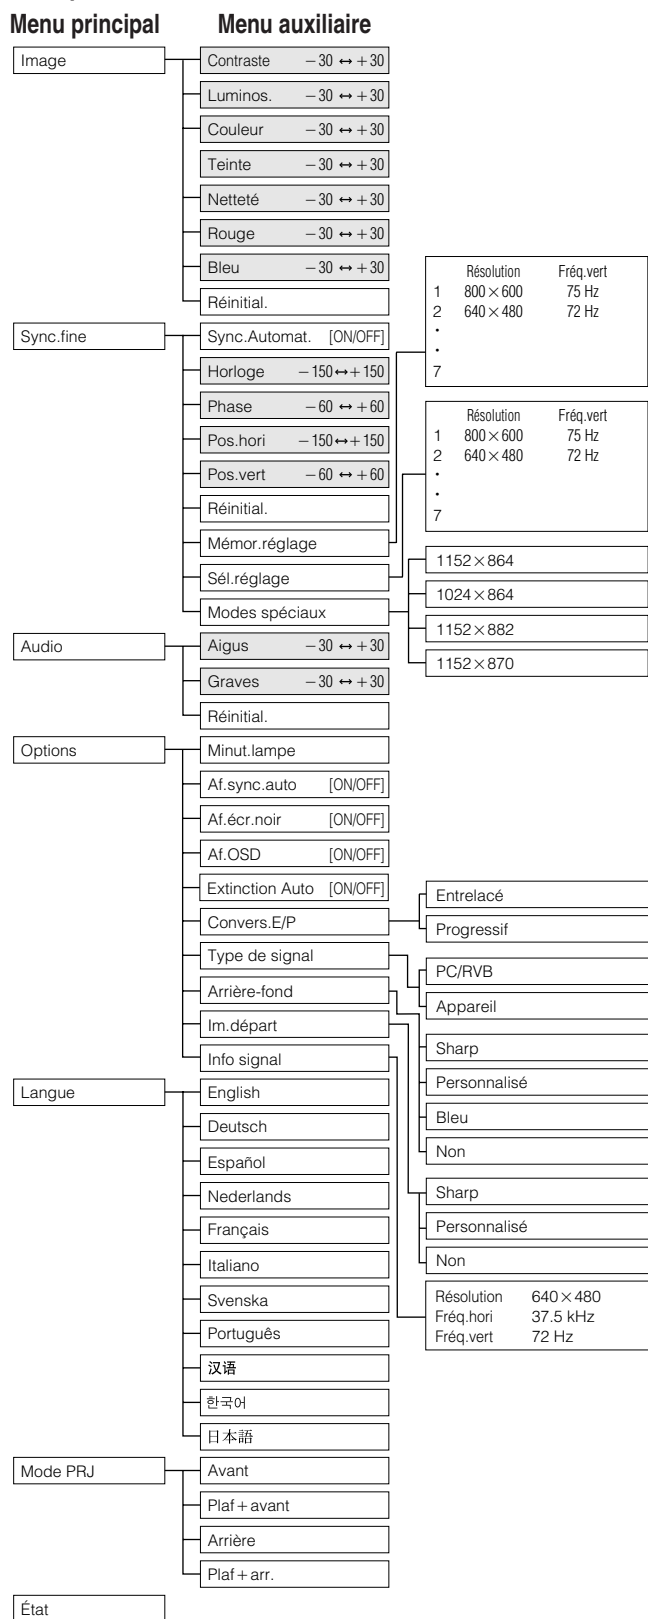 Menu principal Menu auxiliaire
Image
Contraste −30 ↔ +30
Luminos. −30 ↔ +30
Couleur −30 ↔ +30
Teinte −30 ↔ +30
Netteté −30 ↔ +30
Rouge −30 ↔ +30
Bleu −30 ↔ +30
Réinitial.
Sync.fine
Sync.Automat. [ON/OFF]
Horloge −150↔+150
Phase −60 ↔ +60
Pos.hori −150↔+150
Pos.vert −60 ↔ +60
Réinitial.
Mémor.réglage
Résolution Fréq.vert
1 800×600 75 Hz
2 640×480 72 Hz
•
•
7
Sél.réglage
Résolution Fréq.vert
1 800×600 75 Hz
2 640×480 72 Hz
•
•
7
Modes spéciaux
1152×864
1024×864
1152×882
1152×870
Audio
Aigus −30 ↔ +30
Graves −30 ↔ +30
Réinitial.
Options
Minut.lampe
Af.sync.auto [ON/OFF]
Af.écr.noir [ON/OFF]
Af.OSD [ON/OFF]
Extinction Auto [ON/OFF]
Convers.E/P
Entrelacé
Progressif
Type de signal
PC/RVB
Appareil
Arrière-fond
Sharp
Personnalisé
Bleu
Non
Im.départ
Sharp
Personnalisé
Non
Info signal
Résolution 640×480
Fréq.hori 37.5 kHz
Fréq.vert 72 Hz
Langue
English
Deutsch
Español
Nederlands
Français
Italiano
Svenska
Português
汉语
한국어
日本語
Mode PRJ
Avant
Plaf+avant
Arrière
Plaf+arr.
État